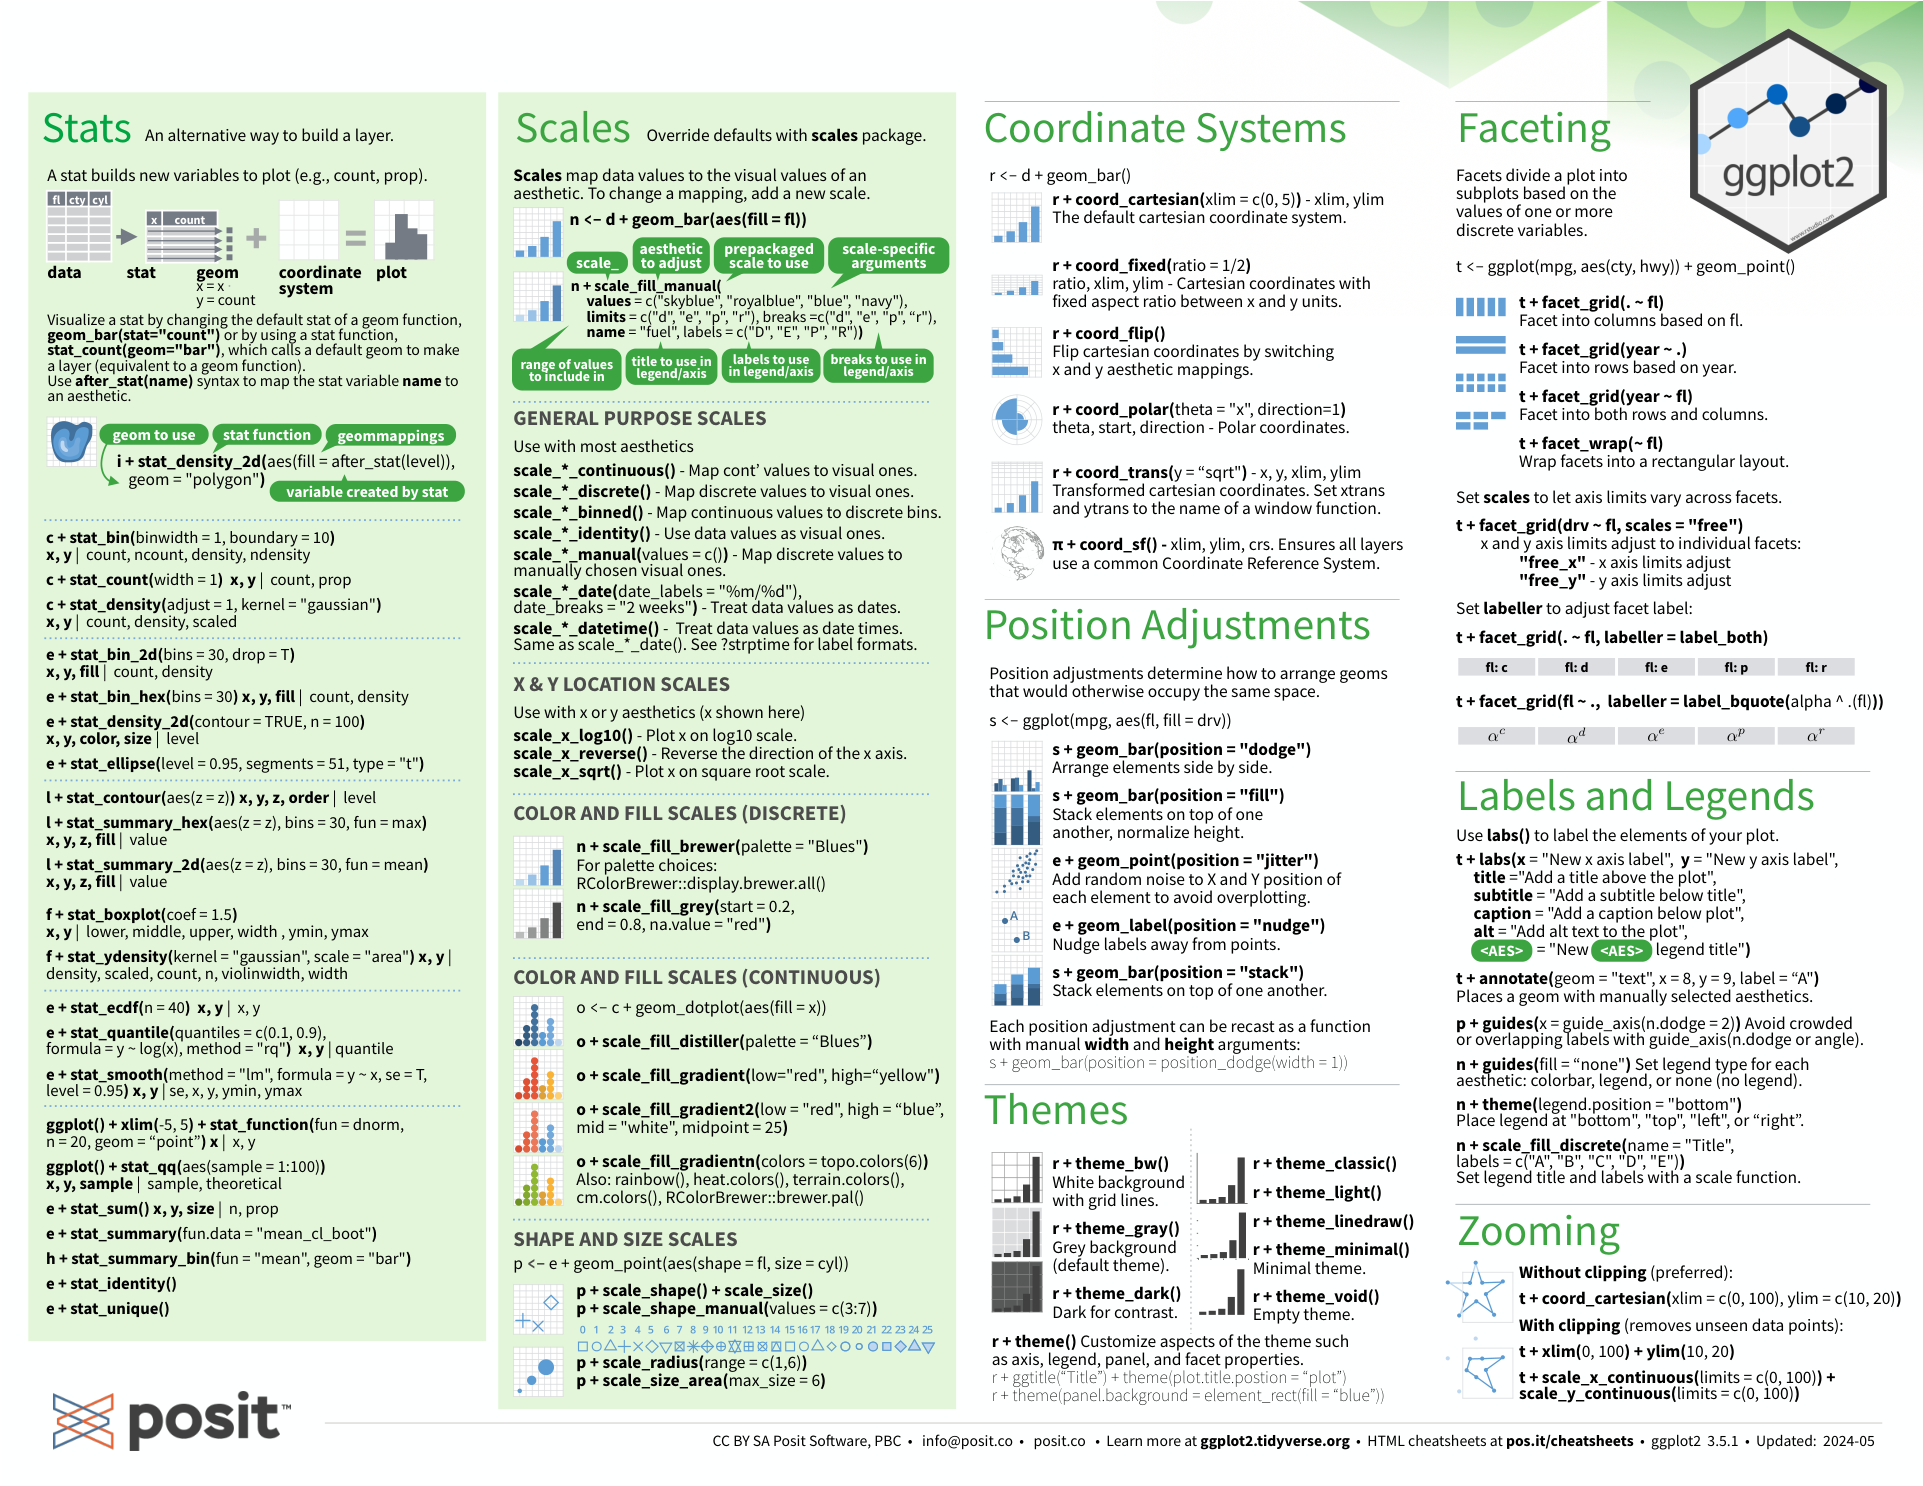 Stats An alternative way to build a layer.
A stat builds new variables to plot (e.g., count, prop).
fl cty cyl
x count
data stat geom coordinate system plot
x = x
y = count
Visualize a stat by changing the default stat of a geom function,
geom_bar(stat="count") or by using a stat function,
stat_count(geom="bar"), which calls a default geom to make
a layer (equivalent to a geom function).
Use after_stat(name) syntax to map the stat variable name to
an aesthetic.
geom to use stat function geommappings
i + stat_density_2d(aes(fill = after_stat(level)),
geom = "polygon")
variable created by stat
c + stat_bin(binwidth = 1, boundary = 10)
x, y | count, ncount, density, ndensity
c + stat_count(width = 1) x, y | count, prop
c + stat_density(adjust = 1, kernel = "gaussian")
x, y | count, density, scaled
e + stat_bin_2d(bins = 30, drop = T)
x, y, fill | count, density
e + stat_bin_hex(bins = 30) x, y, fill | count, density
e + stat_density_2d(contour = TRUE, n = 100)
x, y, color, size | level
e + stat_ellipse(level = 0.95, segments = 51, type = "t")
l + stat_contour(aes(z = z)) x, y, z, order | level
l + stat_summary_hex(aes(z = z), bins = 30, fun = max)
x, y, z, fill | value
l + stat_summary_2d(aes(z = z), bins = 30, fun = mean)
x, y, z, fill | value
f + stat_boxplot(coef = 1.5)
x, y | lower, middle, upper, width , ymin, ymax
f + stat_ydensity(kernel = "gaussian", scale = "area") x, y |
density, scaled, count, n, violinwidth, width
e + stat_ecdf(n = 40) x, y | x, y
e + stat_quantile(quantiles = c(0.1, 0.9),
formula = y ~ log(x), method = "rq") x, y | quantile
e + stat_smooth(method = "lm", formula = y ~ x, se = T,
level = 0.95) x, y | se, x, y, ymin, ymax
ggplot() + xlim(-5, 5) + stat_function(fun = dnorm,
n = 20, geom = “point”) x | x, y
ggplot() + stat_qq(aes(sample = 1:100))
x, y, sample | sample, theoretical
e + stat_sum() x, y, size | n, prop
e + stat_summary(fun.data = "mean_cl_boot")
h + stat_summary_bin(fun = "mean", geom = "bar")
e + stat_identity()
e + stat_unique()
Scales Override defaults with scales package.
Scales map data values to the visual values of an
aesthetic. To change a mapping, add a new scale.
n <- d + geom_bar(aes(fill = fl))
scale_ aesthetic to adjust prepackaged scale to use scale-specific arguments
n + scale_fill_manual(
values = c("skyblue", "royalblue", "blue", "navy"),
limits = c("d", "e", "p", "r"), breaks =c("d", "e", "p", “r"),
name = "fuel", labels = c("D", "E", "P", "R"))
range of values to include in title to use in legend/axis labels to use in legend/axis breaks to use in legend/axis
GENERAL PURPOSE SCALES
Use with most aesthetics
scale_*_continuous() - Map cont’ values to visual ones.
scale_*_discrete() - Map discrete values to visual ones.
scale_*_binned() - Map continuous values to discrete bins.
scale_*_identity() - Use data values as visual ones.
scale_*_manual(values = c()) - Map discrete values to
manually chosen visual ones.
scale_*_date(date_labels = "%m/%d"),
date_breaks = "2 weeks") - Treat data values as dates.
scale_*_datetime() - Treat data values as date times.
Same as scale_*_date(). See ?strptime for label formats.
X & Y LOCATION SCALES
Use with x or y aesthetics (x shown here)
scale_x_log10() - Plot x on log10 scale.
scale_x_reverse() - Reverse the direction of the x axis.
scale_x_sqrt() - Plot x on square root scale.
COLOR AND FILL SCALES (DISCRETE)
n + scale_fill_brewer(palette = "Blues")
For palette choices:
RColorBrewer::display.brewer.all()
n + scale_fill_grey(start = 0.2,
end = 0.8, na.value = "red")
COLOR AND FILL SCALES (CONTINUOUS)
o <- c + geom_dotplot(aes(fill = x))
o + scale_fill_distiller(palette = “Blues”)
o + scale_fill_gradient(low="red", high=“yellow")
o + scale_fill_gradient2(low = "red", high = “blue”,
mid = "white", midpoint = 25)
o + scale_fill_gradientn(colors = topo.colors(6))
Also: rainbow(), heat.colors(), terrain.colors(),
cm.colors(), RColorBrewer::brewer.pal()
SHAPE AND SIZE SCALES
p <- e + geom_point(aes(shape = fl, size = cyl))
p + scale_shape() + scale_size()
p + scale_shape_manual(values = c(3:7))
0 1 2 3 4 5 6 7 8 9 10 11 12 13 14 15 16 17 18 19 20 21 22 23 24 25
p + scale_radius(range = c(1,6))
p + scale_size_area(max_size = 6)
Coordinate Systems
r <- d + geom_bar()
r + coord_cartesian(xlim = c(0, 5)) - xlim, ylim
The default cartesian coordinate system.
r + coord_fixed(ratio = 1/2)
ratio, xlim, ylim - Cartesian coordinates with
fixed aspect ratio between x and y units.
r + coord_flip()
Flip cartesian coordinates by switching
x and y aesthetic mappings.
r + coord_polar(theta = "x", direction=1)
theta, start, direction - Polar coordinates.
r + coord_trans(y = “sqrt") - x, y, xlim, ylim
Transformed cartesian coordinates. Set xtrans
and ytrans to the name of a window function.
π + coord_sf() - xlim, ylim, crs. Ensures all layers
use a common Coordinate Reference System.
Position Adjustments
Position adjustments determine how to arrange geoms
that would otherwise occupy the same space.
s <- ggplot(mpg, aes(fl, fill = drv))
s + geom_bar(position = "dodge")
Arrange elements side by side.
s + geom_bar(position = "fill")
Stack elements on top of one
another, normalize height.
e + geom_point(position = "jitter")
Add random noise to X and Y position of
each element to avoid overplotting.
A
B
e + geom_label(position = "nudge")
Nudge labels away from points.
s + geom_bar(position = "stack")
Stack elements on top of one another.
Each position adjustment can be recast as a function
with manual width and height arguments:
s + geom_bar(position = position_dodge(width = 1))
Themes
r + theme_bw()
White background
with grid lines.
r + theme_gray()
Grey background
(default theme).
r + theme_dark()
Dark for contrast.
r + theme_classic()
r + theme_light()
r + theme_linedraw()
r + theme_minimal()
Minimal theme.
r + theme_void()
Empty theme.
r + theme() Customize aspects of the theme such
as axis, legend, panel, and facet properties.
r + ggtitle(“Title”) + theme(plot.title.postion = “plot”)
r + theme(panel.background = element_rect(fill = “blue”))
Faceting
ggplot2
www.rstudio.com
Facets divide a plot into
subplots based on the
values of one or more
discrete variables.
t <- ggplot(mpg, aes(cty, hwy)) + geom_point()
t + facet_grid(. ~ fl)
Facet into columns based on fl.
t + facet_grid(year ~ .)
Facet into rows based on year.
t + facet_grid(year ~ fl)
Facet into both rows and columns.
t + facet_wrap(~ fl)
Wrap facets into a rectangular layout.
Set scales to let axis limits vary across facets.
t + facet_grid(drv ~ fl, scales = "free")
x and y axis limits adjust to individual facets:
"free_x" - x axis limits adjust
"free_y" - y axis limits adjust
Set labeller to adjust facet label:
t + facet_grid(. ~ fl, labeller = label_both)
fl: c fl: d fl: e fl: p fl: r
t + facet_grid(fl ~ ., labeller = label_bquote(alpha ^ .(fl)))
α^c α^d α^e α^p α^r
Labels and Legends
Use labs() to label the elements of your plot.
t + labs(x = "New x axis label", y = "New y axis label",
title ="Add a title above the plot",
subtitle = "Add a subtitle below title",
caption = "Add a caption below plot",
alt = "Add alt text to the plot",
<AES> = "New <AES> legend title")
t + annotate(geom = "text", x = 8, y = 9, label = “A")
Places a geom with manually selected aesthetics.
p + guides(x = guide_axis(n.dodge = 2)) Avoid crowded
or overlapping labels with guide_axis(n.dodge or angle).
n + guides(fill = “none") Set legend type for each
aesthetic: colorbar, legend, or none (no legend).
n + theme(legend.position = "bottom")
Place legend at "bottom", "top", "left", or “right”.
n + scale_fill_discrete(name = "Title",
labels = c("A", "B", "C", "D", "E"))
Set legend title and labels with a scale function.
Zooming
Without clipping (preferred):
t + coord_cartesian(xlim = c(0, 100), ylim = c(10, 20))
With clipping (removes unseen data points):
t + xlim(0, 100) + ylim(10, 20)
t + scale_x_continuous(limits = c(0, 100)) +
scale_y_continuous(limits = c(0, 100))
posit™
CC BY SA Posit Software, PBC • info@posit.co • posit.co • Learn more at ggplot2.tidyverse.org • HTML cheatsheets at pos.it/cheatsheets • ggplot2 3.5.1 • Updated: 2024-05